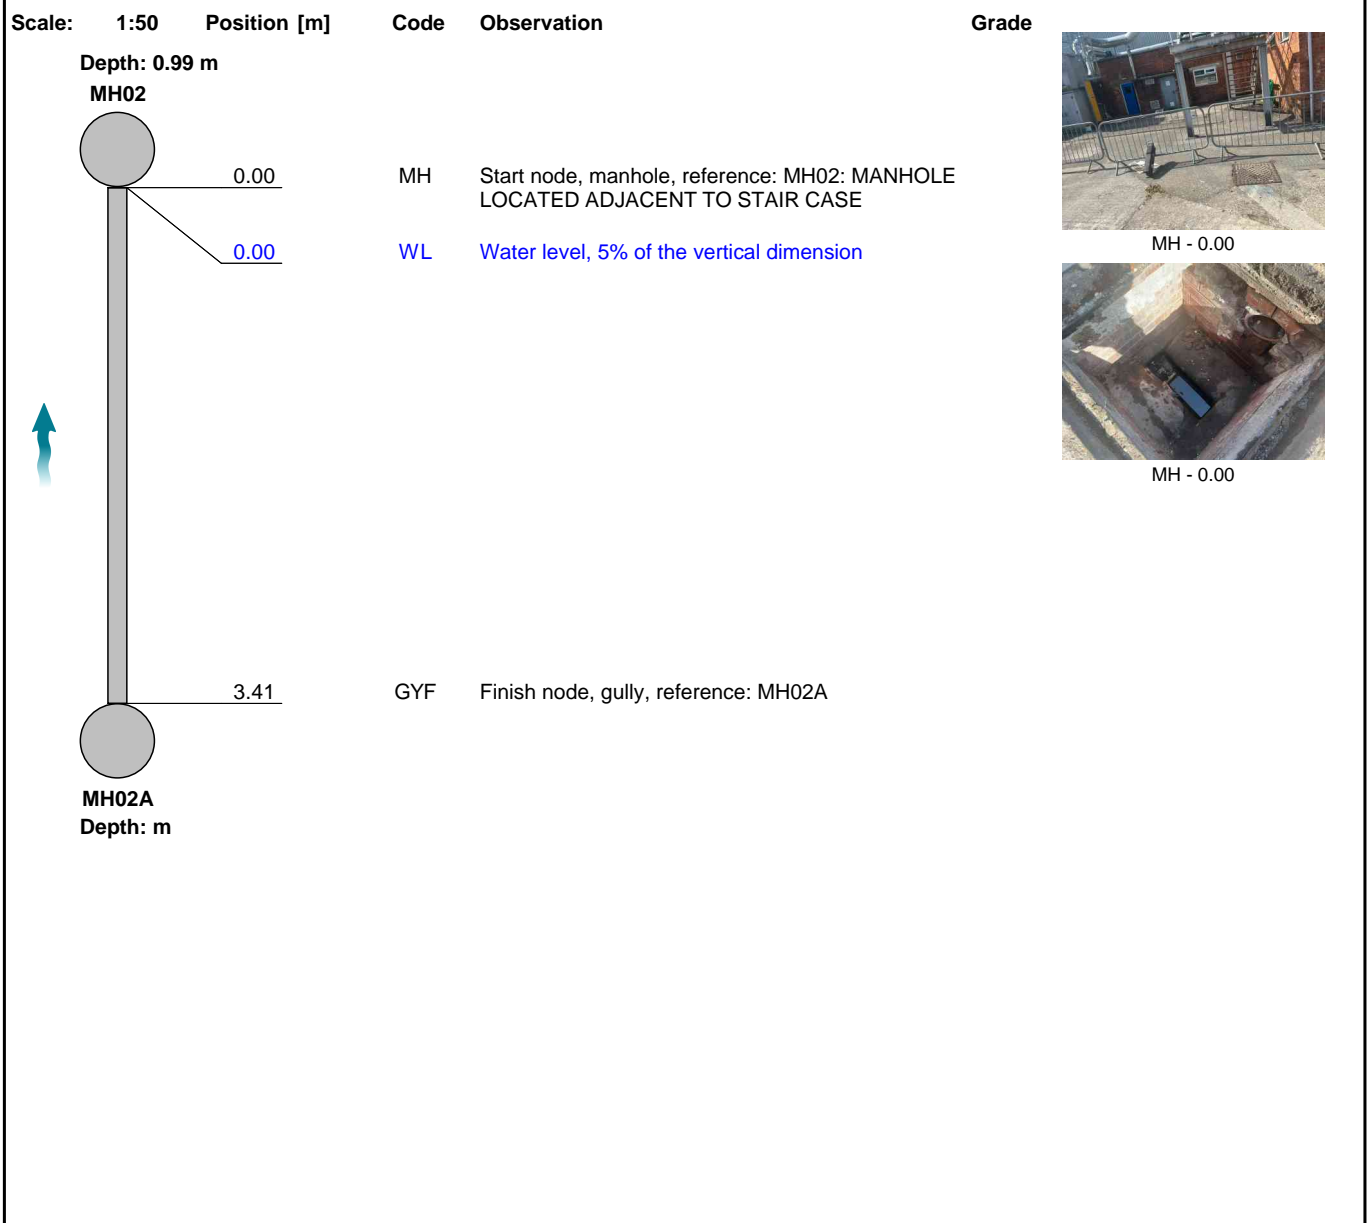 Scale: 1:50 Position [m] Code Observation Grade
Depth: 0.99 m
MH02
0.00 MH Start node, manhole, reference: MH02: MANHOLE
LOCATED ADJACENT TO STAIR CASE
MH - 0.00
0.00 WL Water level, 5% of the vertical dimension
MH - 0.00
3.41 GYF Finish node, gully, reference: MH02A
MH02A
Depth: m